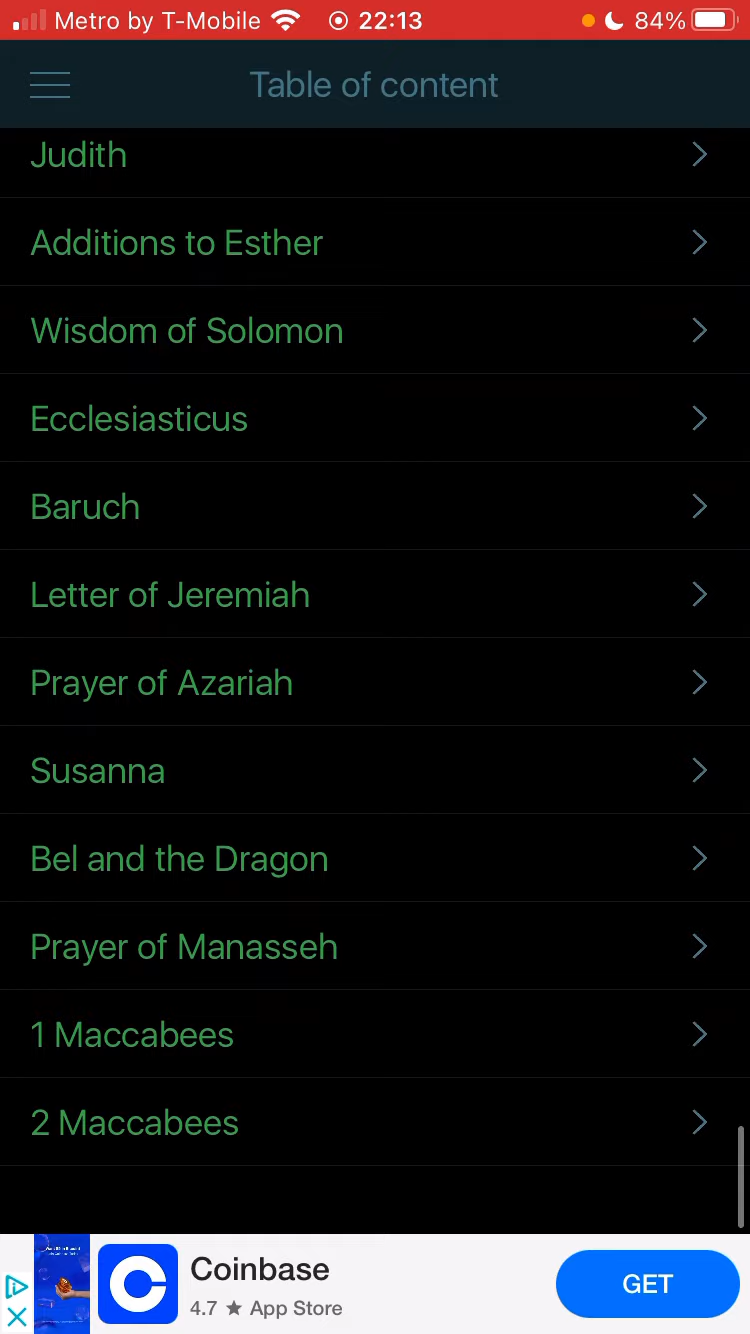 Metro by T-Mobile 22:13 84%
Table of content
Judith
Additions to Esther
Wisdom of Solomon
Ecclesiasticus
Baruch
Letter of Jeremiah
Prayer of Azariah
Susanna
Bel and the Dragon
Prayer of Manasseh
1 Maccabees
2 Maccabees
Coinbase
4.7 ★ App Store
GET